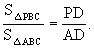 S△PBC / S△ABC = PD / AD.